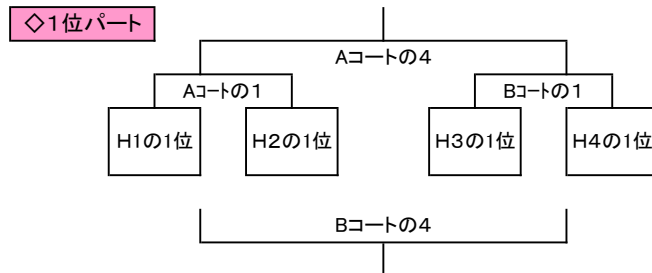 ◇1位パート
Aコートの4
Aコートの1
Bコートの1
H1の1位
H2の1位
H3の1位
H4の1位
Bコートの4